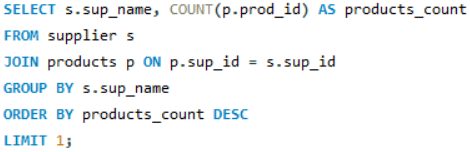 SELECT s.sup_name, COUNT(p.prod_id) AS products_count
FROM supplier s
JOIN products p ON p.sup_id = s.sup_id
GROUP BY s.sup_name
ORDER BY products_count DESC
LIMIT 1;